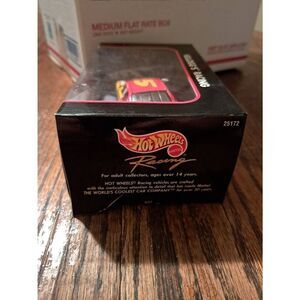 MEDIUM FLAT RATE BOX
RACING
5
25172
Hot Wheels
Racing
For adult collectors, ages over 14 years.
HOT WHEELS® Racing vehicles are crafted
with the meticulous attention to detail that has made Mattel
THE WORLD'S COOLEST CAR COMPANY™ for over 30 years.